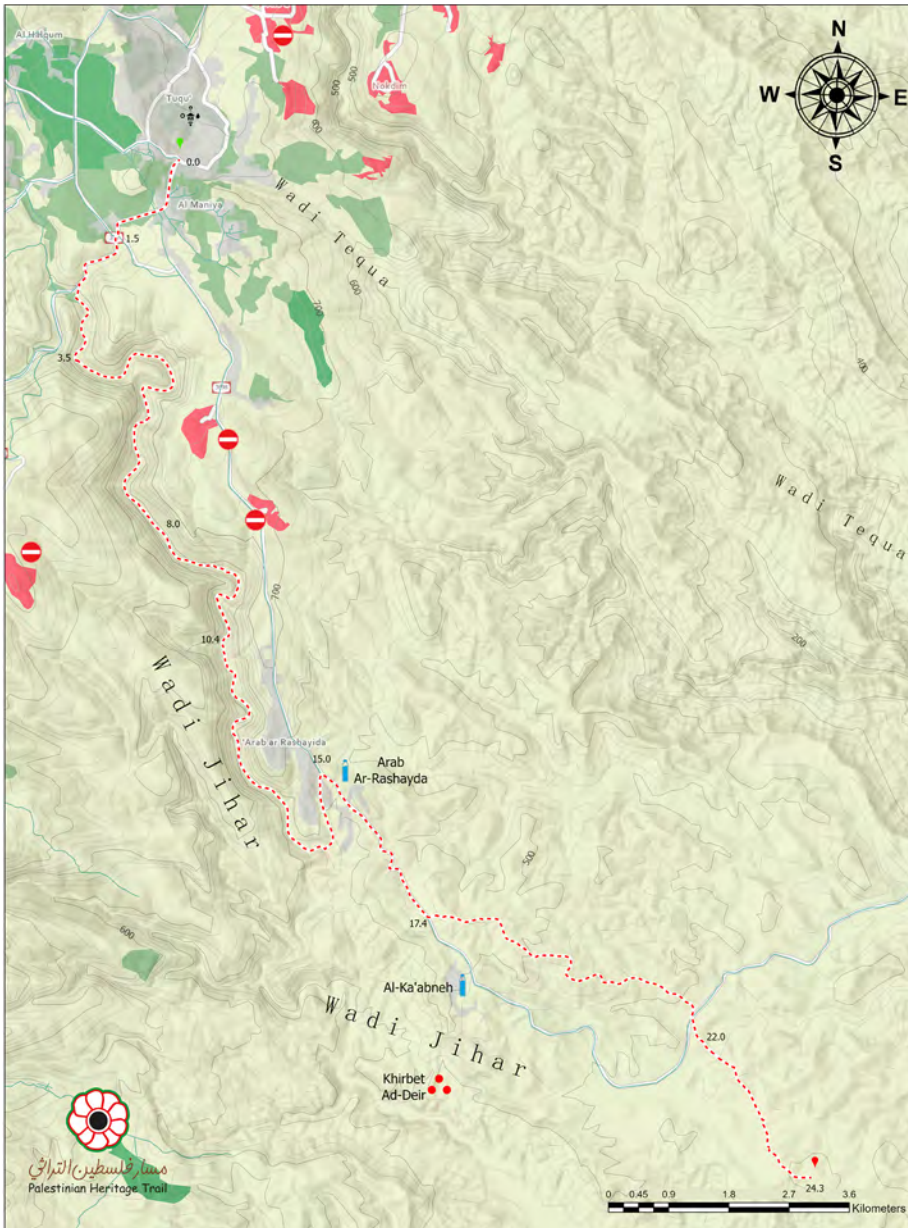 N
W
E
S
Tuqu'
Nokdim
500
500
600
0.0
Al Maniya
1.5
Wadi Tequa
600
700
3.5
400
Wadi Tequa
8.0
700
10.4
200
Wadi Jihar
'Arab ar Rashayida
15.0
Arab
Ar-Rashayda
500
17.4
600
Al-Ka'abneh
Wadi Jihar
22.0
Khirbet
Ad-Deir
مسار فلسطين التراثي
Palestinian Heritage Trail
24.3
0 0.45 0.9 1.8 2.7 3.6
Kilometers